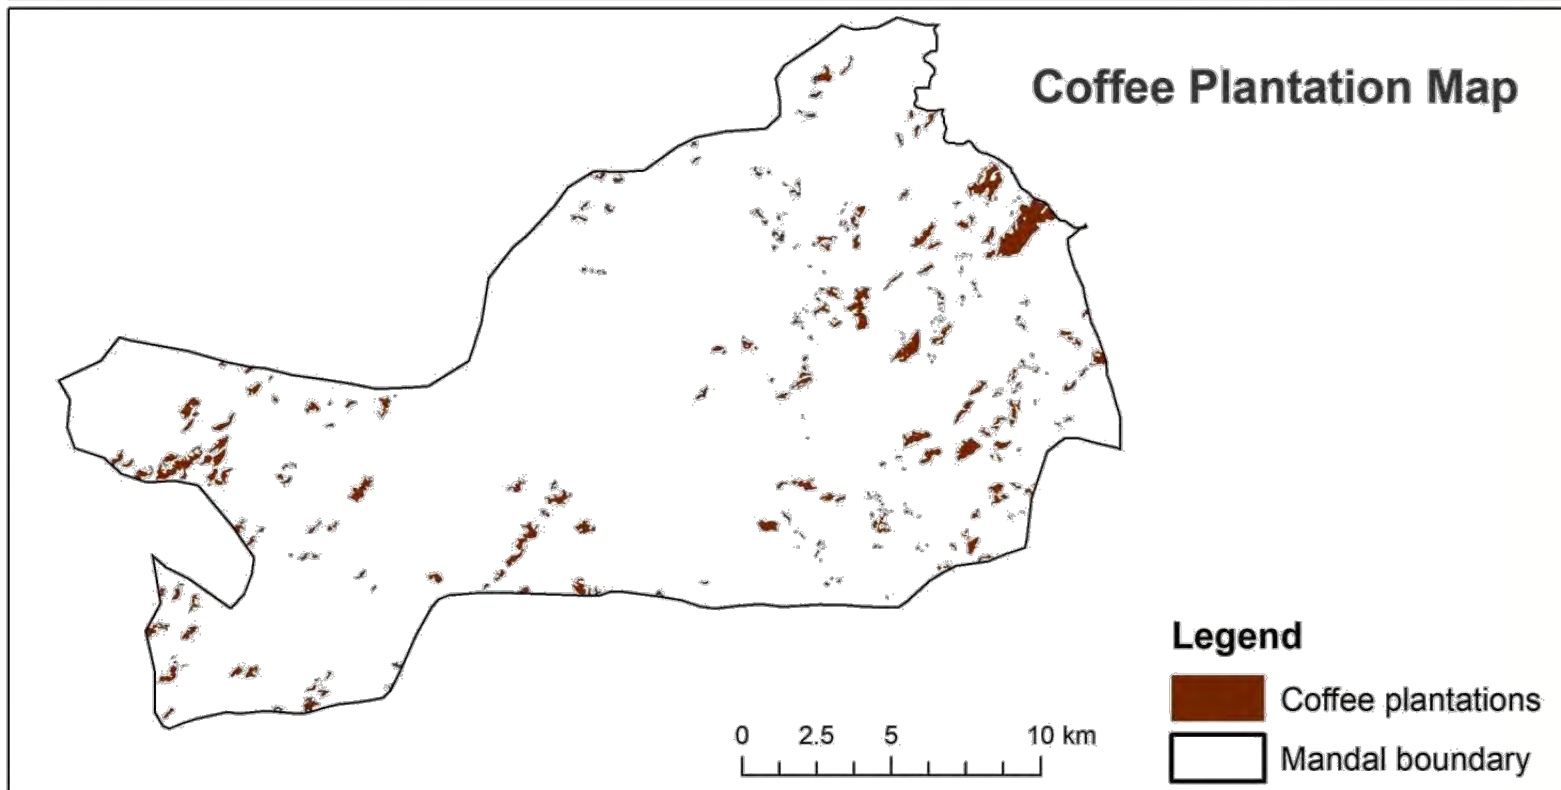 Coffee Plantation Map
Legend
Coffee plantations
Mandal boundary
0 2.5 5 10 km